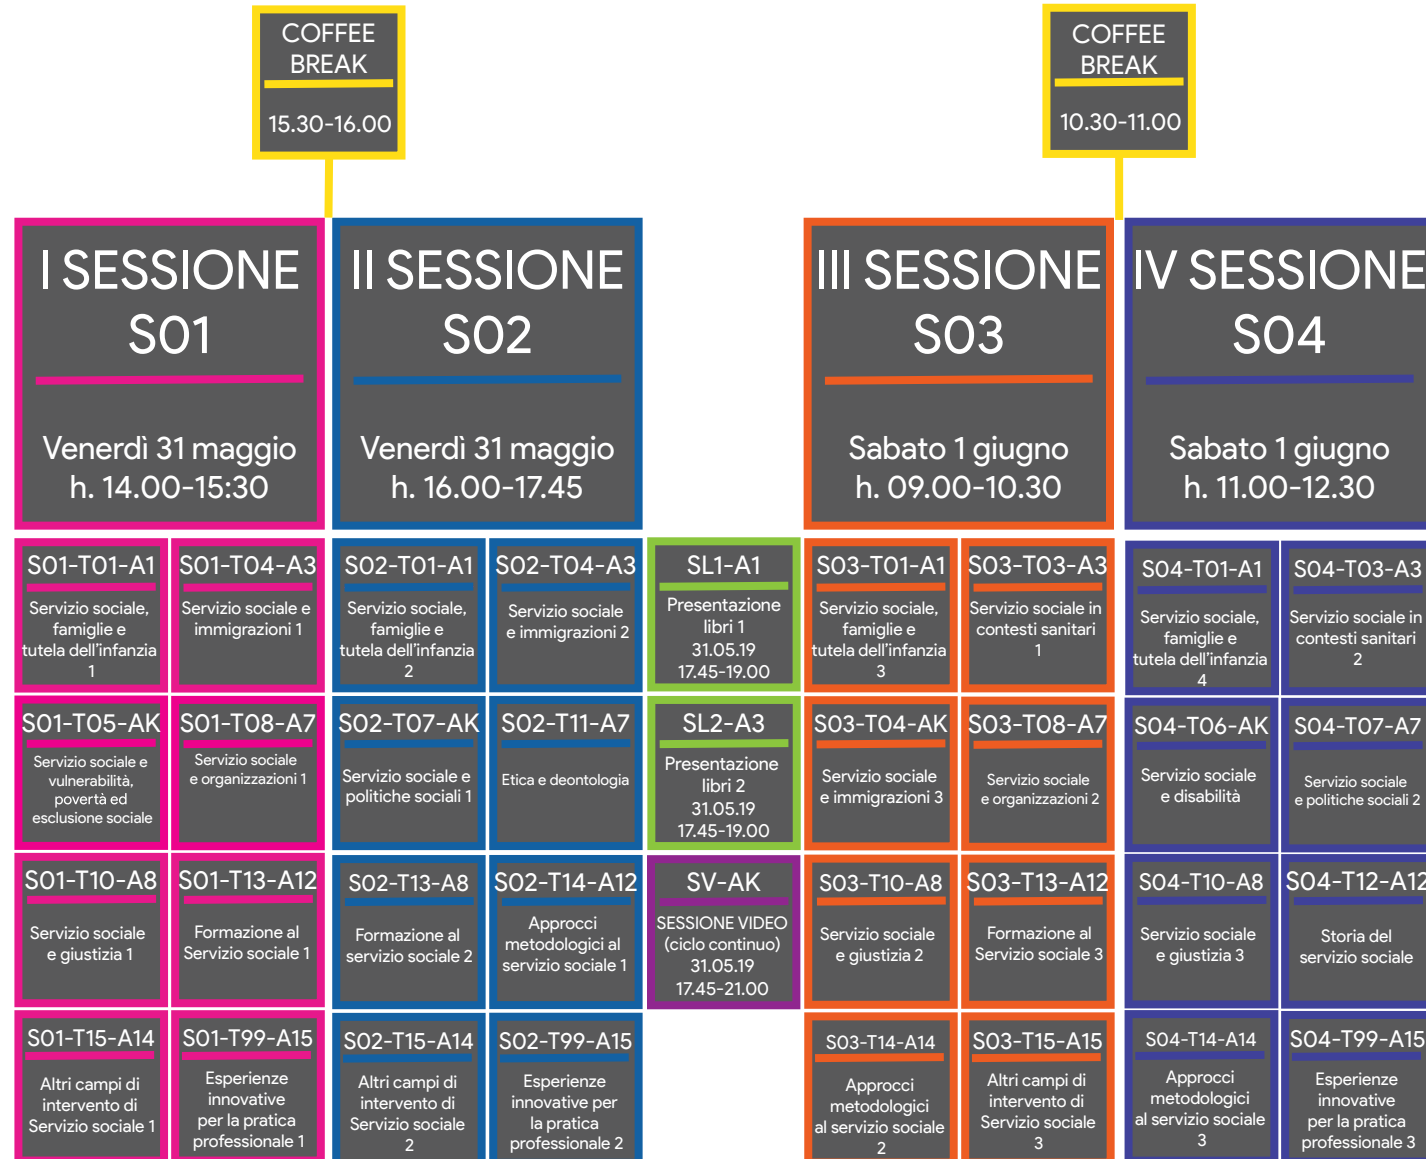 COFFEE
BREAK
15.30-16.00
COFFEE
BREAK
10.30-11.00
I SESSIONE
S01
Venerdì 31 maggio
h. 14.00-15:30
II SESSIONE
S02
Venerdì 31 maggio
h. 16.00-17.45
III SESSIONE
S03
Sabato 1 giugno
h. 09.00-10.30
IV SESSIONE
S04
Sabato 1 giugno
h. 11.00-12.30
S01-T01-A1
Servizio sociale,
famiglie e
tutela dell'infanzia
1
S01-T04-A3
Servizio sociale e
immigrazioni 1
S02-T01-A1
Servizio sociale,
famiglie e
tutela dell'infanzia
2
S02-T04-A3
Servizio sociale
e immigrazioni 2
SL1-A1
Presentazione
libri 1
31.05.19
17.45-19.00
S03-T01-A1
Servizio sociale,
famiglie e
tutela dell'infanzia
3
S03-T03-A3
Servizio sociale in
contesti sanitari
1
S04-T01-A1
Servizio sociale,
famiglie e
tutela dell'infanzia
4
S04-T03-A3
Servizio sociale in
contesti sanitari
2
S01-T05-AK
Servizio sociale e
vulnerabilità,
povertà ed
esclusione sociale
S01-T08-A7
Servizio sociale
e organizzazioni 1
S02-T07-AK
Servizio sociale e
politiche sociali 1
S02-T11-A7
Etica e deontologia
SL2-A3
Presentazione
libri 2
31.05.19
17.45-19.00
S03-T04-AK
Servizio sociale
e immigrazioni 3
S03-T08-A7
Servizio sociale
e organizzazioni 2
S04-T06-AK
Servizio sociale
e disabilità
S04-T07-A7
Servizio sociale
e politiche sociali 2
S01-T10-A8
Servizio sociale
e giustizia 1
S01-T13-A12
Formazione al
Servizio sociale 1
S02-T13-A8
Formazione al
servizio sociale 2
S02-T14-A12
Approcci
metodologici al
servizio sociale 1
SV-AK
SESSIONE VIDEO
(ciclo continuo)
31.05.19
17.45-21.00
S03-T10-A8
Servizio sociale
e giustizia 2
S03-T13-A12
Formazione al
Servizio sociale 3
S04-T10-A8
Servizio sociale
e giustizia 3
S04-T12-A12
Storia del
servizio sociale
S01-T15-A14
Altri campi di
intervento di
Servizio sociale 1
S01-T99-A15
Esperienze
innovative
per la pratica
professionale 1
S02-T15-A14
Altri campi di
intervento di
Servizio sociale
2
S02-T99-A15
Esperienze
innovative per
la pratica
professionale 2
S03-T14-A14
Approcci
metodologici
al servizio sociale
2
S03-T15-A15
Altri campi di
intervento di
Servizio sociale
3
S04-T14-A14
Approcci
metodologici
al servizio sociale
3
S04-T99-A15
Esperienze
innovative
per la pratica
professionale 3